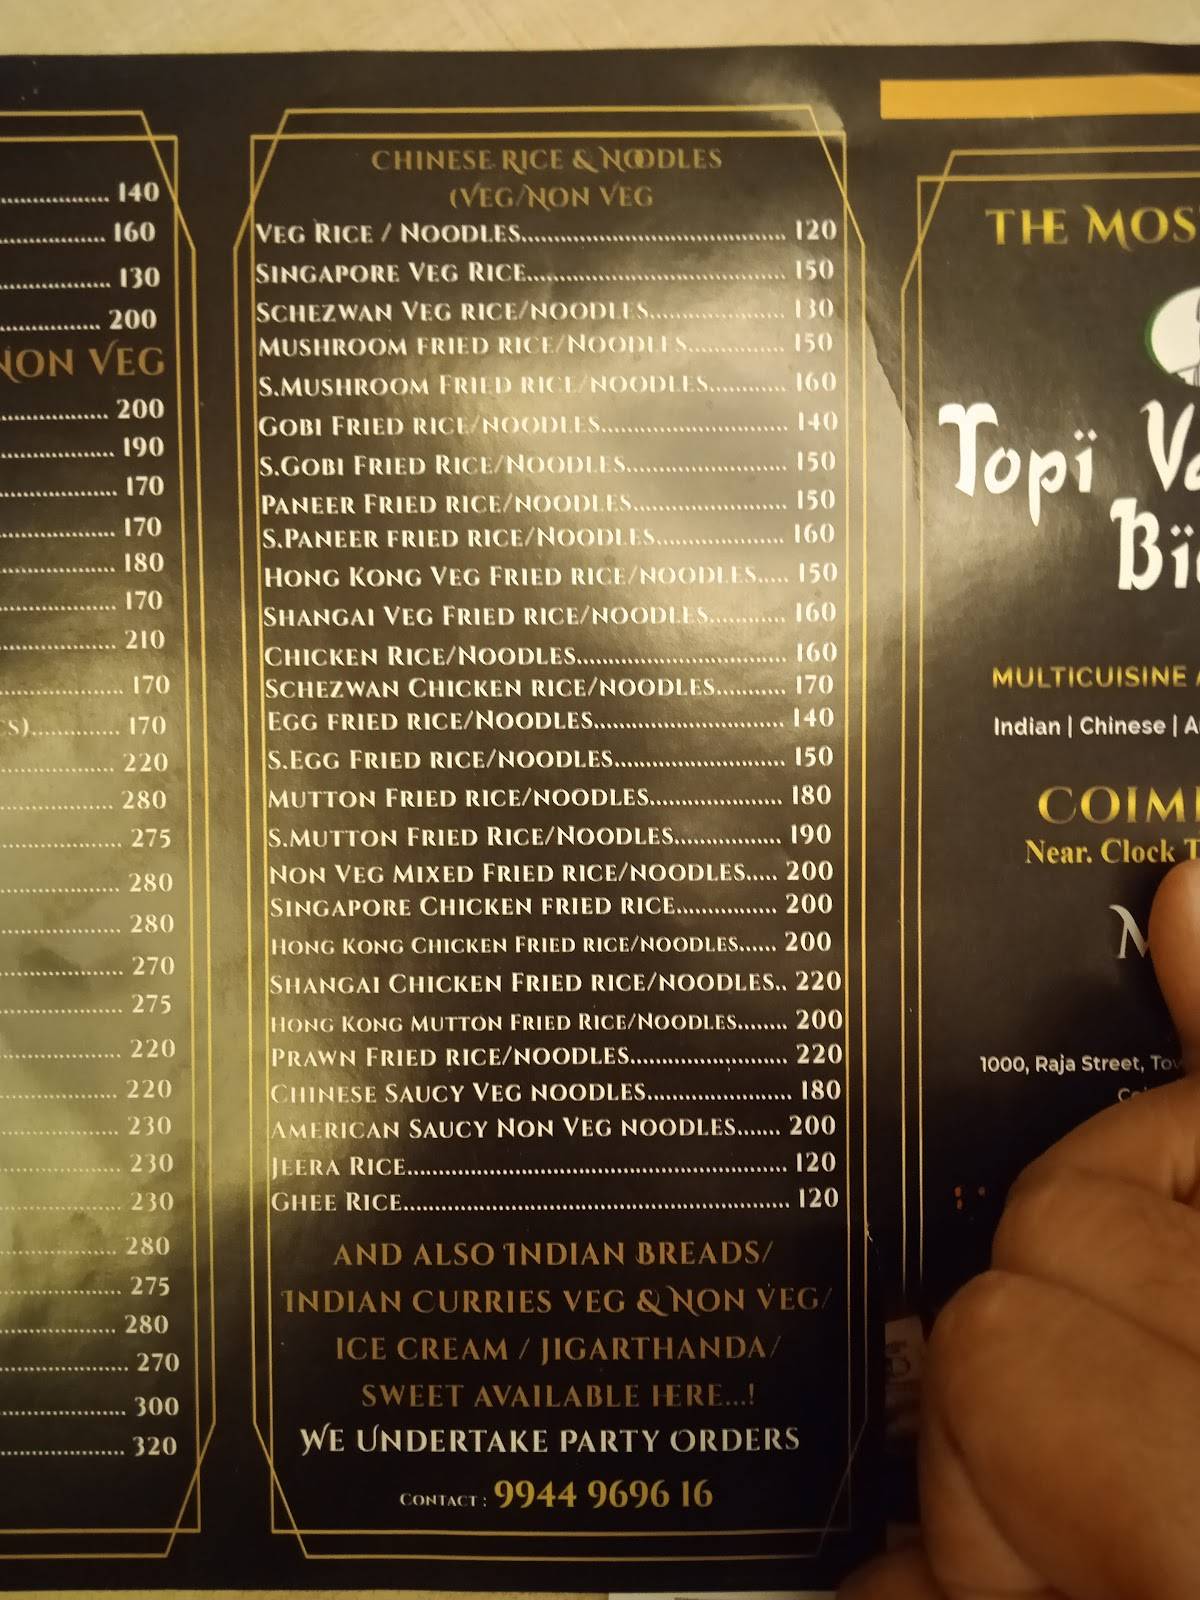 140
160
130
200
NON VEG
200
190
170
170
180
170
210
170
CS)............... 170
220
280
275
280
280
270
275
220
220
230
230
230
280
275
280
270
300
320
CHINESE RICE & NOODLES
(VEG/NON VEG
VEG RICE / NOODLES................ 120
SINGAPORE VEG RICE................ 150
SCHEZWAN VEG RICE/NOODLES................ 130
MUSHROOM FRIED RICE/NOODLES............... 150
S.MUSHROOM FRIED RICE/NOODLES............ 160
GOBI FRIED RICE/NOODLES................ 140
S.GOBI FRIED RICE/NOODLES................ 150
PANEER FRIED RICE/NOODLES................ 150
S.PANEER FRIED RICE/NOODLES................ 160
HONG KONG VEG FRIED RICE/NOODLES..... 150
SHANGAI VEG FRIED RICE/NOODLES............ 160
CHICKEN RICE/NOODLES................ 160
SCHEZWAN CHICKEN RICE/NOODLES.......... 170
EGG FRIED RICE/NOODLES................ 140
S.EGG FRIED RICE/NOODLES................ 150
MUTTON FRIED RICE/NOODLES................ 180
S.MUTTON FRIED RICE/NOODLES................ 190
NON VEG MIXED FRIED RICE/NOODLES..... 200
SINGAPORE CHICKEN FRIED RICE............... 200
HONG KONG CHICKEN FRIED RICE/NOODLES...... 200
SHANGAI CHICKEN FRIED RICE/NOODLES.. 220
HONG KONG MUTTON FRIED RICE/NOODLES........ 200
PRAWN FRIED RICE/NOODLES................ 220
CHINESE SAUCY VEG NOODLES................ 180
AMERICAN SAUCY NON VEG NOODLES....... 200
JEERA RICE................ 120
GHEE RICE................ 120
AND ALSO INDIAN BREADS/
INDIAN CURRIES VEG & NON VEG/
ICE CREAM / JIGARTHANDA/
SWEET AVAILABLE HERE...!
WE UNDERTAKE PARTY ORDERS
CONTACT : 9944 9696 16
THE MOS
Topi Va
Bi
MULTICUISINE
Indian | Chinese | A
COIM
Near. Clock T
M
1000, Raja Street, Tow